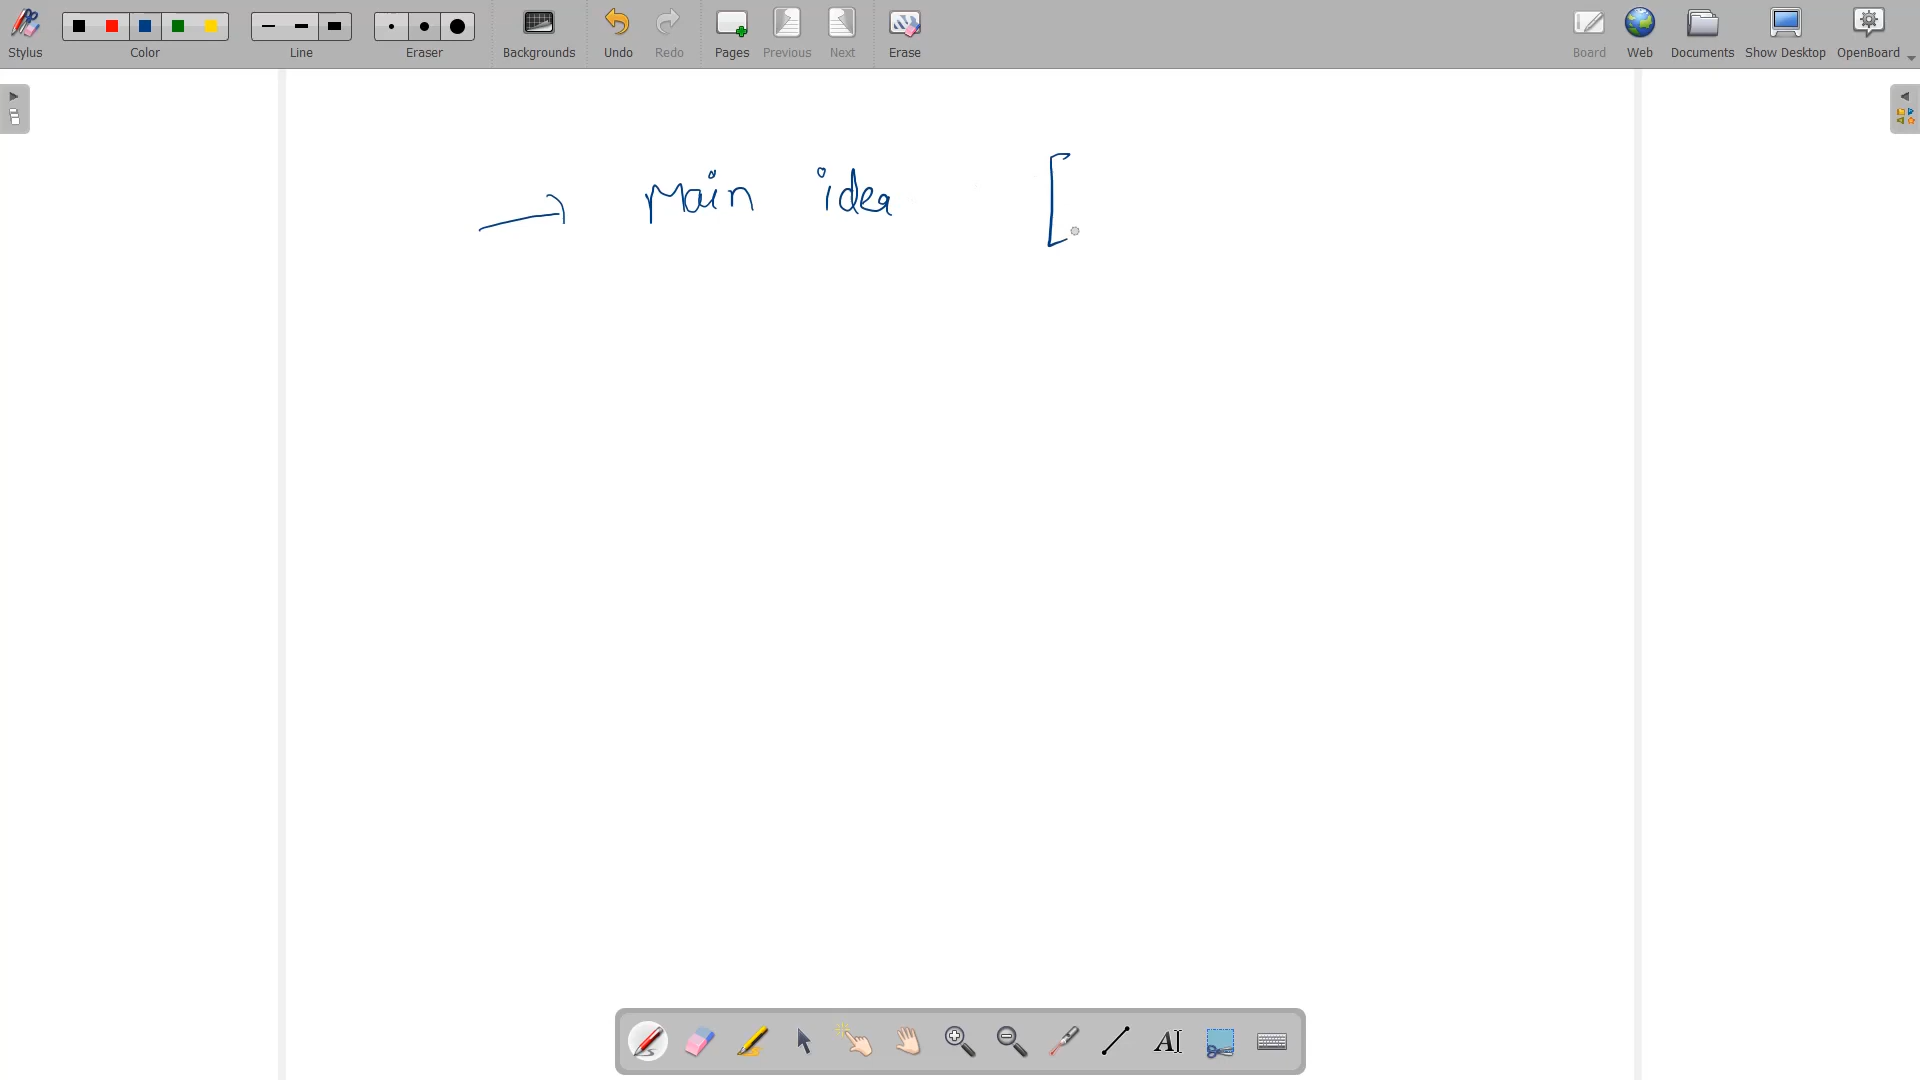 Stylus Color Line Eraser Backgrounds Undo Redo Pages Previous Next Erase Board Web Documents Show Desktop OpenBoard
→ Main idea [
AI